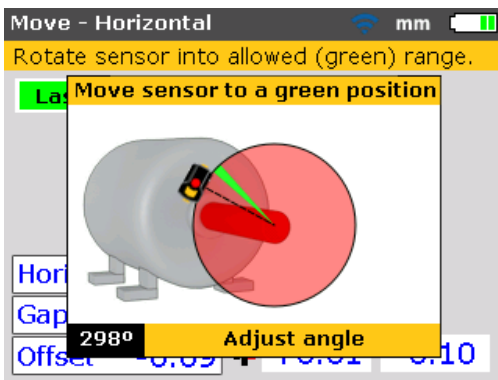 Move - Horizontal mm
Rotate sensor into allowed (green) range.
Las
Move sensor to a green position
Hori
Gap
298º Adjust angle
Offset